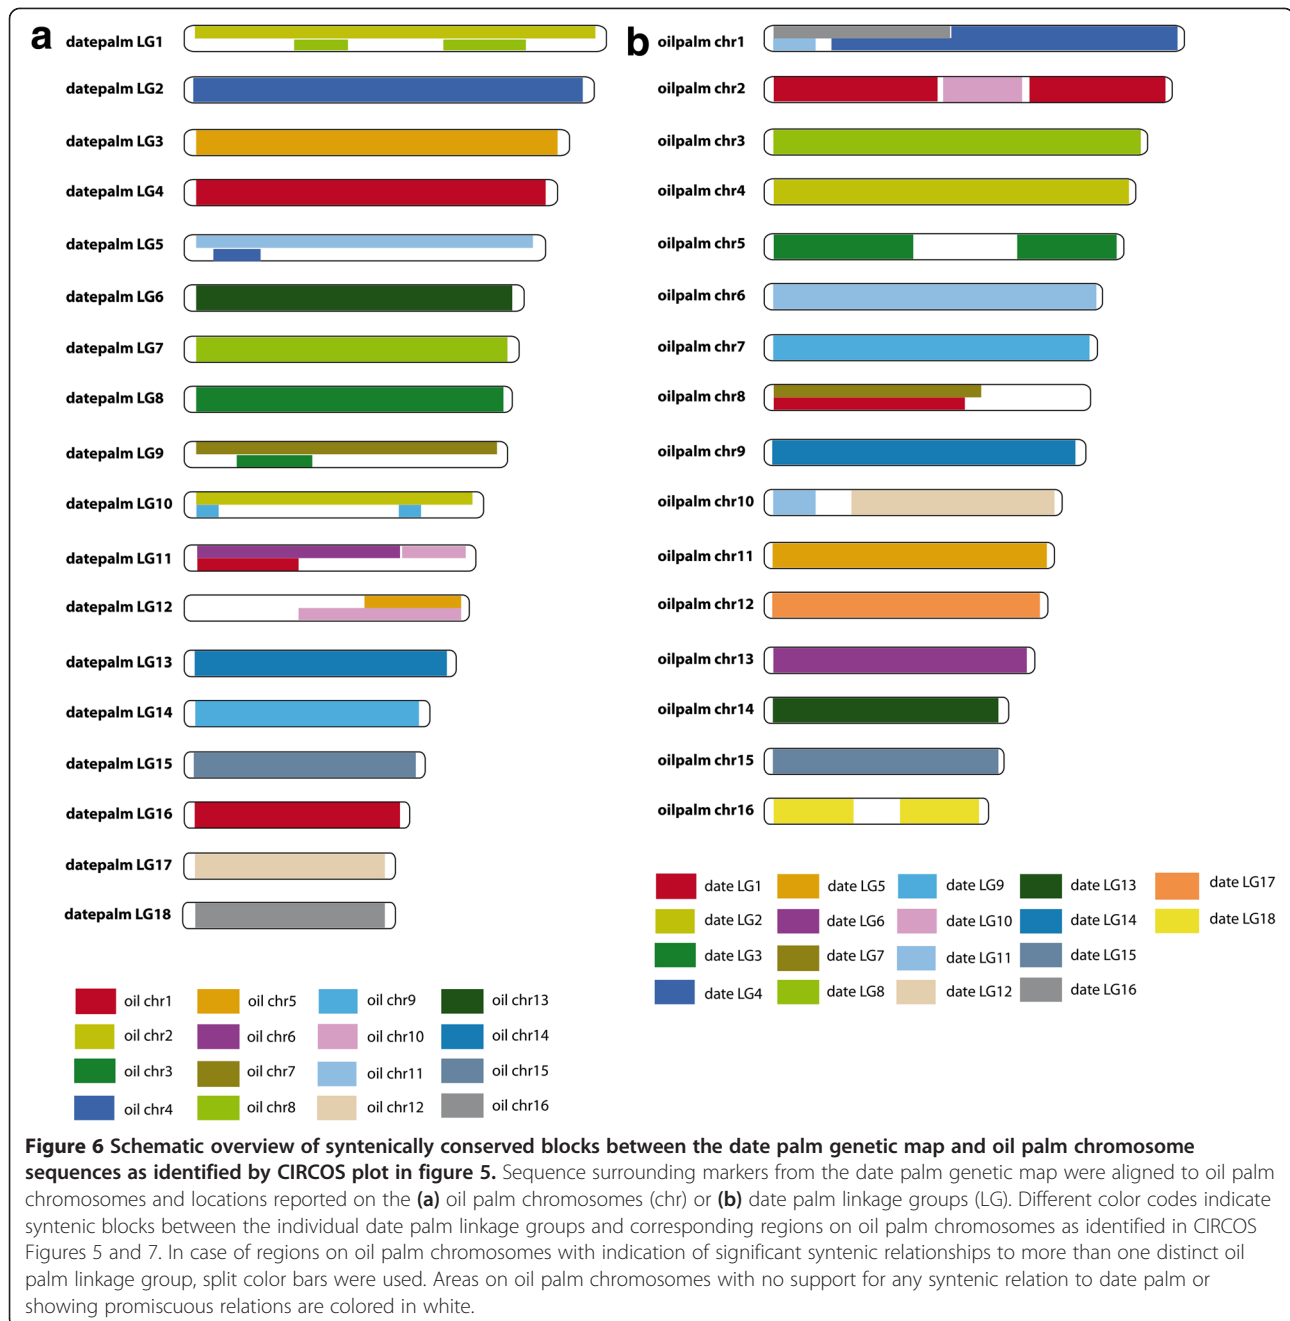 a
datepalm LG1
datepalm LG2
datepalm LG3
datepalm LG4
datepalm LG5
datepalm LG6
datepalm LG7
datepalm LG8
datepalm LG9
datepalm LG10
datepalm LG11
datepalm LG12
datepalm LG13
datepalm LG14
datepalm LG15
datepalm LG16
datepalm LG17
datepalm LG18
oil chr1 oil chr5 oil chr9 oil chr13
oil chr2 oil chr6 oil chr10 oil chr14
oil chr3 oil chr7 oil chr11 oil chr15
oil chr4 oil chr8 oil chr12 oil chr16
b
oilpalm chr1
oilpalm chr2
oilpalm chr3
oilpalm chr4
oilpalm chr5
oilpalm chr6
oilpalm chr7
oilpalm chr8
oilpalm chr9
oilpalm chr10
oilpalm chr11
oilpalm chr12
oilpalm chr13
oilpalm chr14
oilpalm chr15
oilpalm chr16
date LG1 date LG5 date LG9 date LG13 date LG17
date LG2 date LG6 date LG10 date LG14 date LG18
date LG3 date LG7 date LG11 date LG15
date LG4 date LG8 date LG12 date LG16
Figure 6 Schematic overview of syntenically conserved blocks between the date palm genetic map and oil palm chromosome
sequences as identified by CIRCOS plot in figure 5. Sequence surrounding markers from the date palm genetic map were aligned to oil palm
chromosomes and locations reported on the (a) oil palm chromosomes (chr) or (b) date palm linkage groups (LG). Different color codes indicate
syntenic blocks between the individual date palm linkage groups and corresponding regions on oil palm chromosomes as identified in CIRCOS
Figures 5 and 7. In case of regions on oil palm chromosomes with indication of significant syntenic relationships to more than one distinct oil
palm linkage group, split color bars were used. Areas on oil palm chromosomes with no support for any syntenic relation to date palm or
showing promiscuous relations are colored in white.